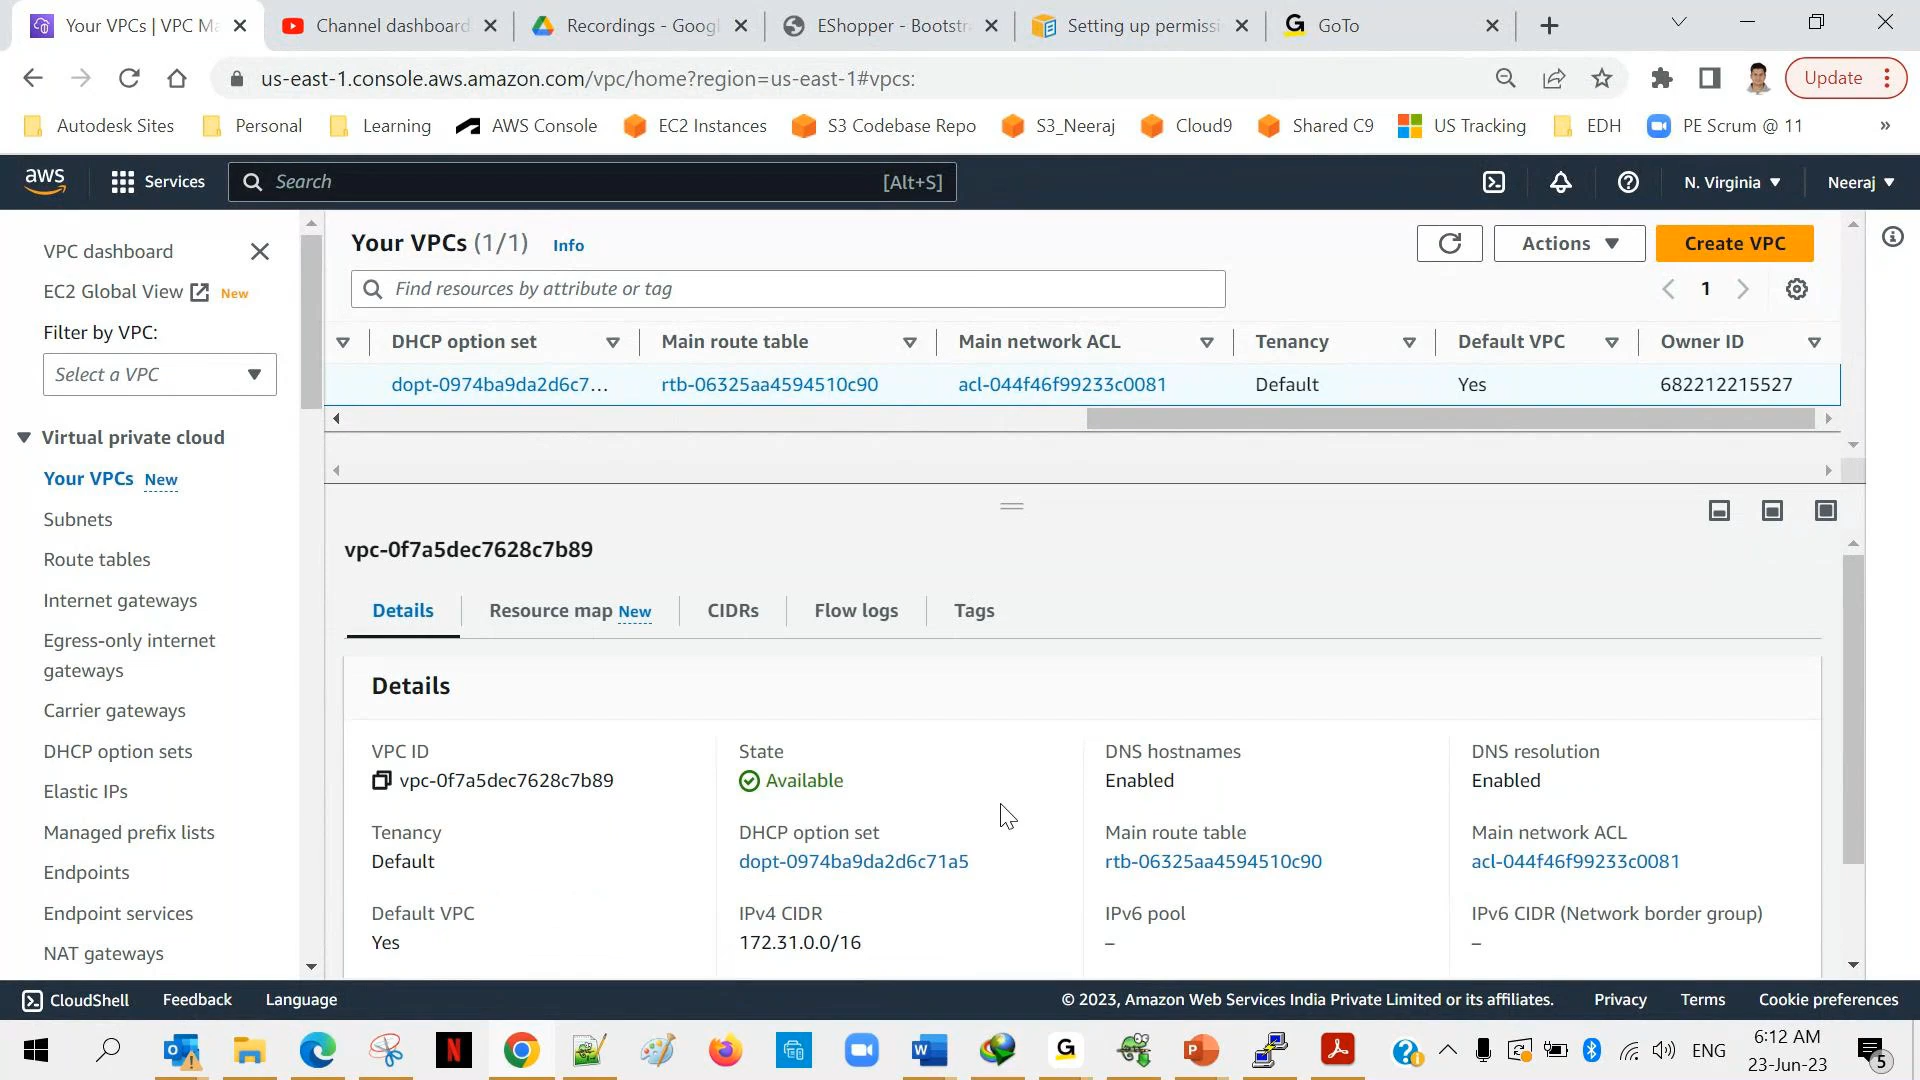 Your VPCs | VPC Ma
Channel dashboard
Recordings - Googl
EShopper - Bootstr
Setting up permissi
GoTo
us-east-1.console.aws.amazon.com/vpc/home?region=us-east-1#vpcs:
Update
Autodesk Sites
Personal
Learning
AWS Console
EC2 Instances
S3 Codebase Repo
S3_Neeraj
Cloud9
Shared C9
US Tracking
EDH
PE Scrum @ 11
»
aws
Services
Search
[Alt+S]
N. Virginia
Neeraj
VPC dashboard
EC2 Global View New
Filter by VPC:
Select a VPC
Virtual private cloud
Your VPCs New
Subnets
Route tables
Internet gateways
Egress-only internet
gateways
Carrier gateways
DHCP option sets
Elastic IPs
Managed prefix lists
Endpoints
Endpoint services
NAT gateways
Your VPCs (1/1) Info
Actions
Create VPC
Find resources by attribute or tag
1
DHCP option set
Main route table
Main network ACL
Tenancy
Default VPC
Owner ID
dopt-0974ba9da2d6c7...
rtb-06325aa4594510c90
acl-044f46f99233c0081
Default
Yes
682212215527
vpc-0f7a5dec7628c7b89
Details
Resource map New
CIDRs
Flow logs
Tags
Details
VPC ID
vpc-0f7a5dec7628c7b89
State
Available
DNS hostnames
Enabled
DNS resolution
Enabled
Tenancy
Default
DHCP option set
dopt-0974ba9da2d6c71a5
Main route table
rtb-06325aa4594510c90
Main network ACL
acl-044f46f99233c0081
Default VPC
Yes
IPv4 CIDR
172.31.0.0/16
IPv6 pool
–
IPv6 CIDR (Network border group)
–
CloudShell
Feedback
Language
© 2023, Amazon Web Services India Private Limited or its affiliates.
Privacy
Terms
Cookie preferences
ENG
6:12 AM
23-Jun-23
5